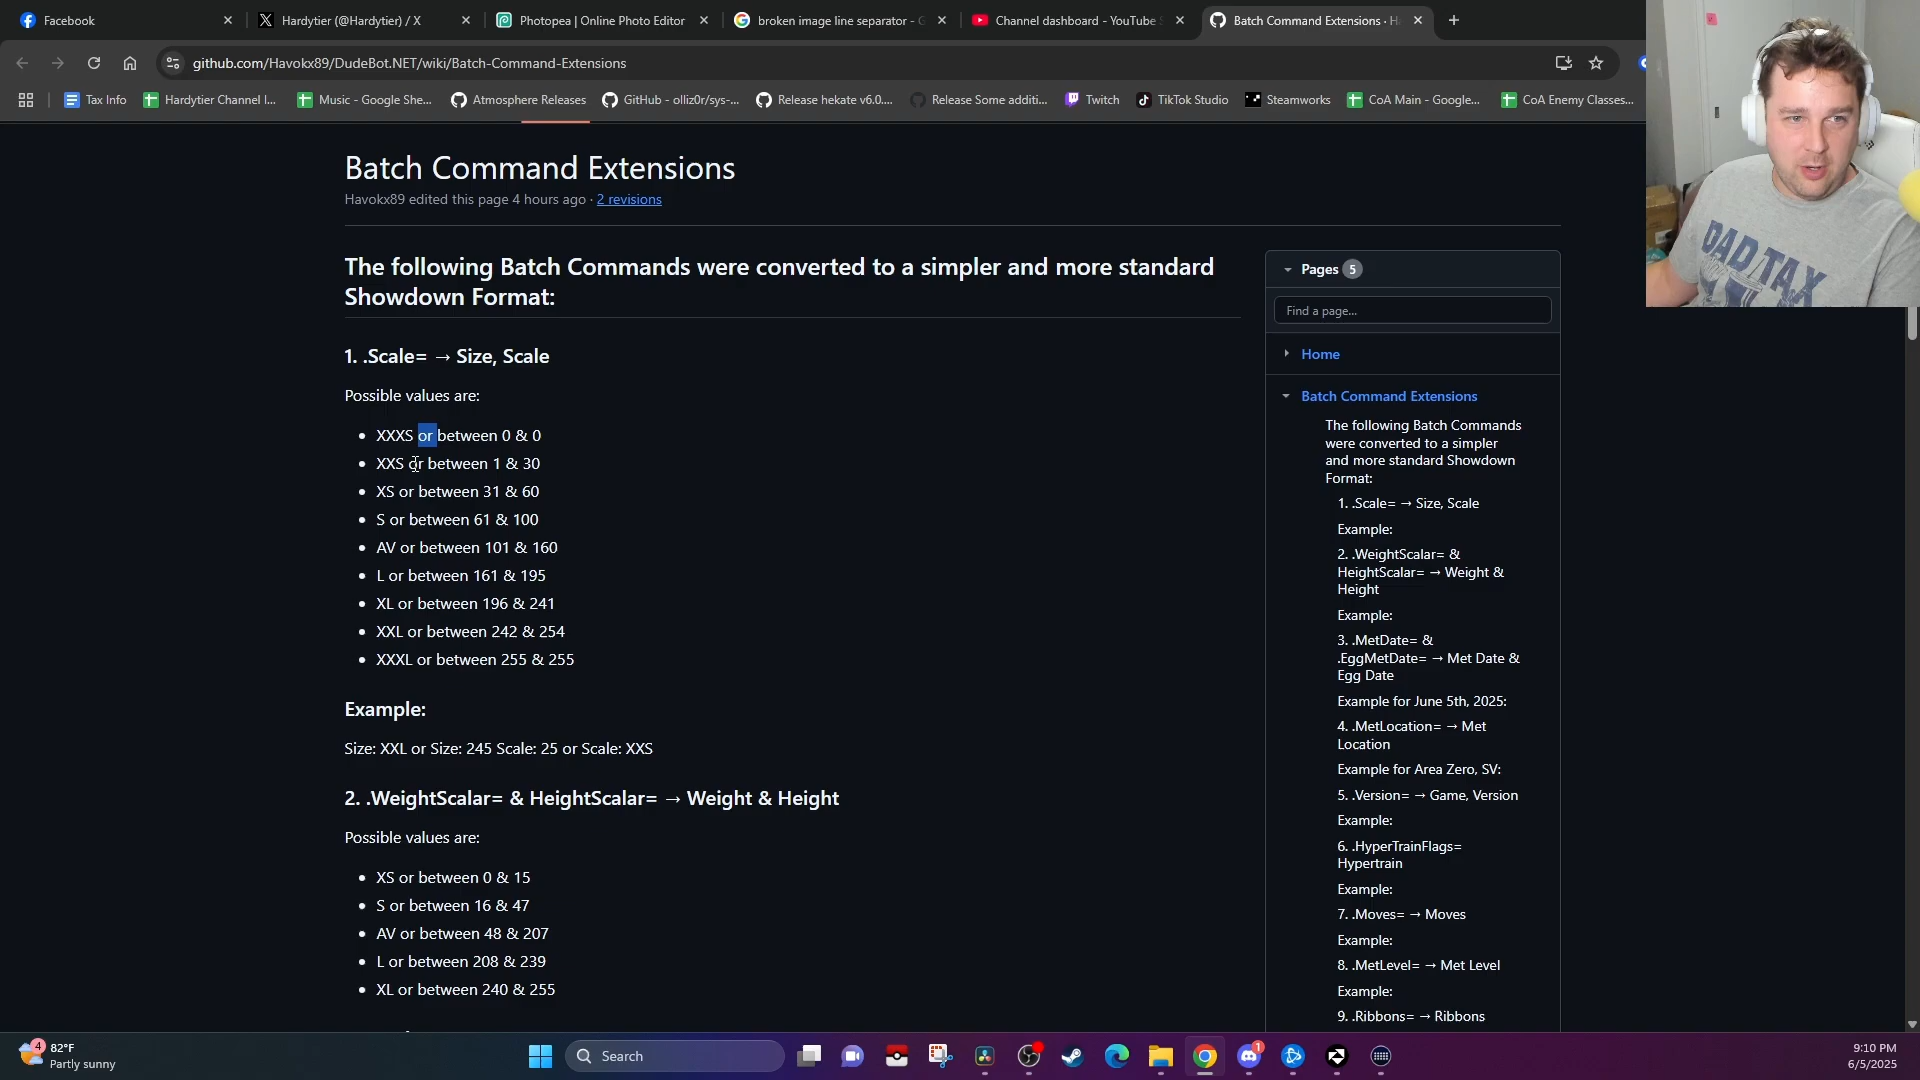 Facebook
Hardytier (@Hardytier) / X
Photopea | Online Photo Editor
broken image line separator - G
Channel dashboard - YouTube S
Batch Command Extensions · Ha
github.com/Havokx89/DudeBot.NET/wiki/Batch-Command-Extensions
Tax Info
Hardytier Channel I...
Music - Google She...
Atmosphere Releases
GitHub - olliz0r/sys-...
Release hekate v6.0....
Release Some additi...
Twitch
TikTok Studio
Steamworks
CoA Main - Google...
CoA Enemy Classes...
Batch Command Extensions
Havokx89 edited this page 4 hours ago · 2 revisions
The following Batch Commands were converted to a simpler and more standard
Showdown Format:
1. .Scale= → Size, Scale
Possible values are:
XXXS or between 0 & 0
XXS or between 1 & 30
XS or between 31 & 60
S or between 61 & 100
AV or between 101 & 160
L or between 161 & 195
XL or between 196 & 241
XXL or between 242 & 254
XXXL or between 255 & 255
Example:
Size: XXL or Size: 245 Scale: 25 or Scale: XXS
2. .WeightScalar= & HeightScalar= → Weight & Height
Possible values are:
XS or between 0 & 15
S or between 16 & 47
AV or between 48 & 207
L or between 208 & 239
XL or between 240 & 255
Pages 5
Find a page...
Home
Batch Command Extensions
The following Batch Commands
were converted to a simpler
and more standard Showdown
Format:
1. .Scale= → Size, Scale
Example:
2. .WeightScalar= &
HeightScalar= → Weight &
Height
Example:
3. .MetDate= &
.EggMetDate= → Met Date &
Egg Date
Example for June 5th, 2025:
4. .MetLocation= → Met
Location
Example for Area Zero, SV:
5. .Version= → Game, Version
Example:
6. .HyperTrainFlags=
Hypertrain
Example:
7. .Moves= → Moves
Example:
8. .MetLevel= → Met Level
Example:
9. .Ribbons= → Ribbons
DAD TAX
4
82°F
Partly sunny
Search
1
9:10 PM
6/5/2025